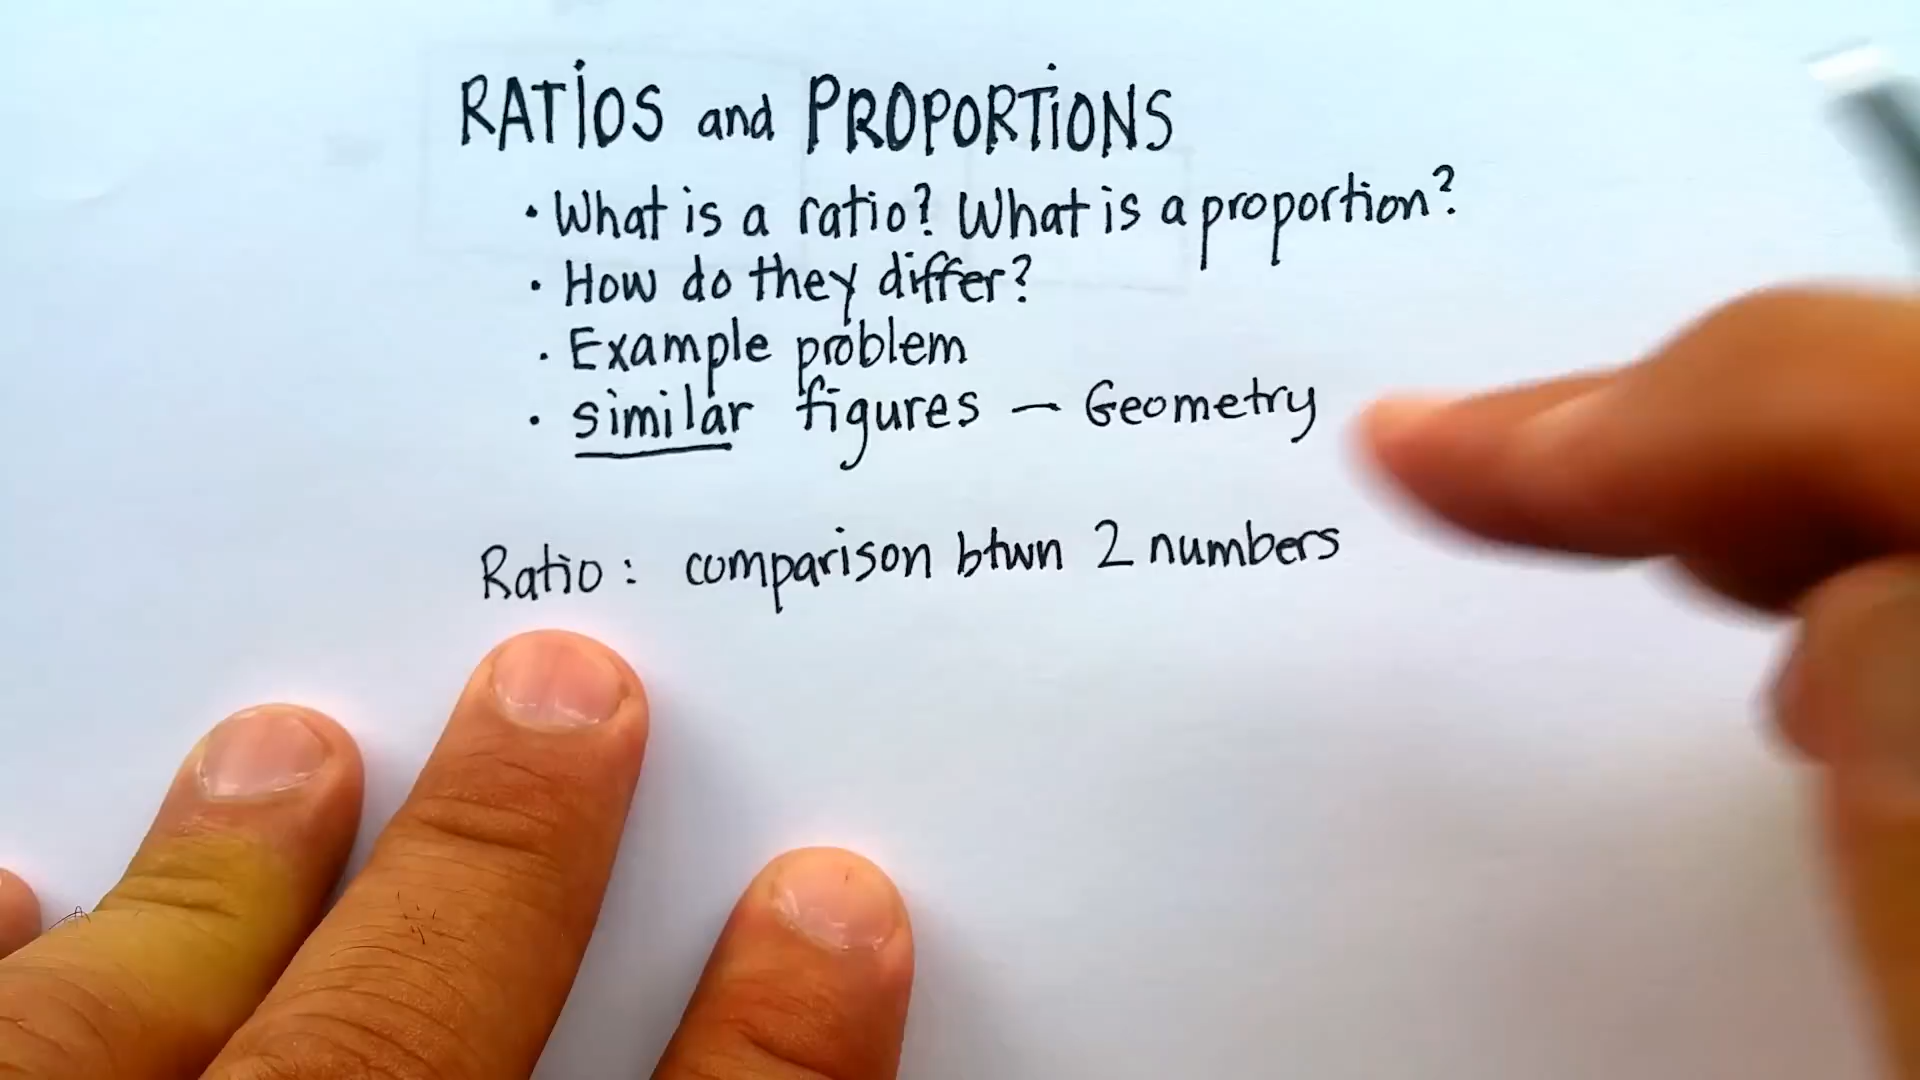 RATiOS and PROPORTiONS
• What is a ratio? What is a proportion?
• How do they differ?
• Example problem
• similar figures — Geometry
Ratio: comparison btwn 2 numbers